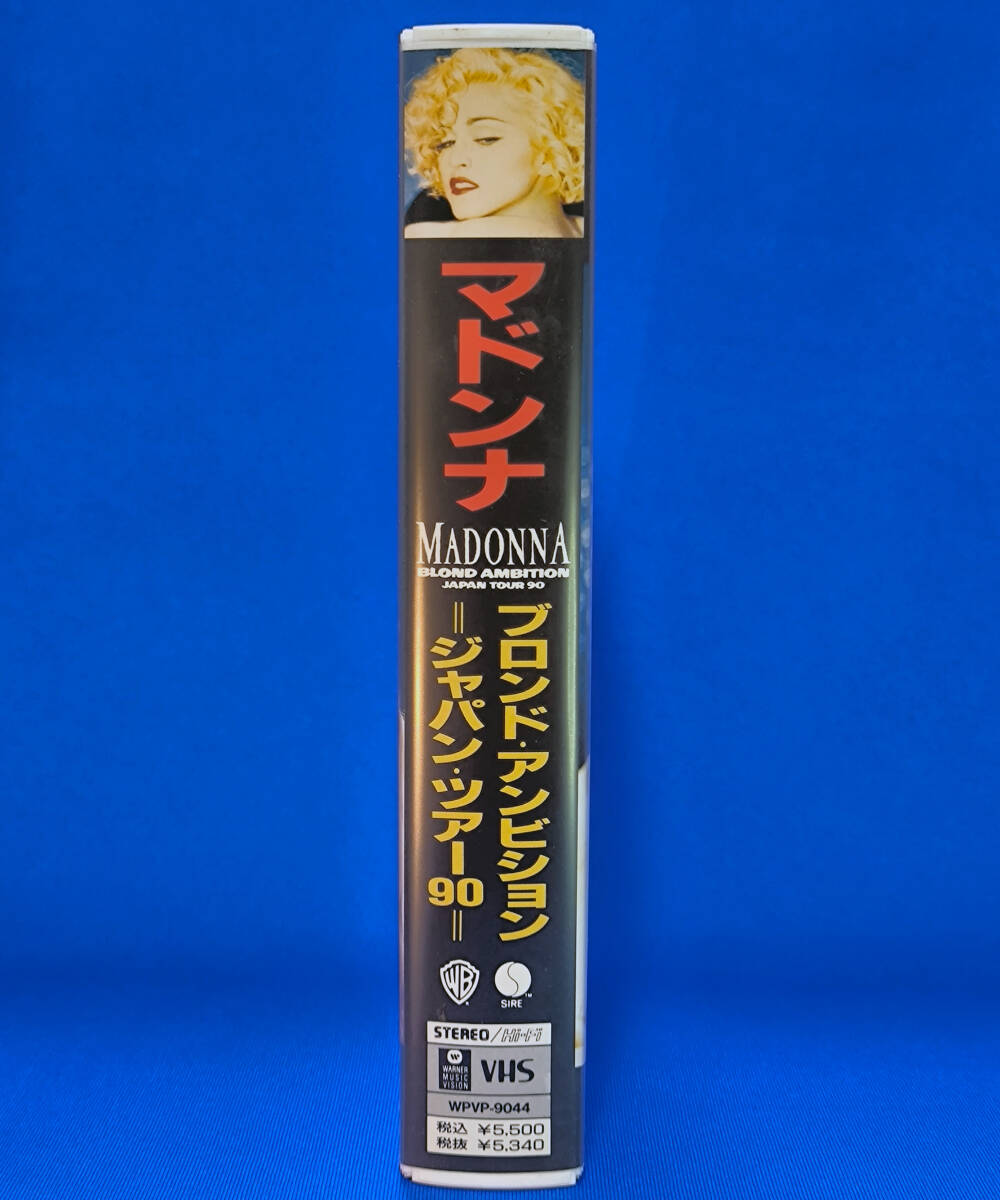 マドンナ
MADONNA
BLOND AMBITION
JAPAN TOUR 90
ブロンド・アンビション
=ジャパン・ツアー90=
WB
SIRE™
STEREO/
WARNER
MUSIC
VISION
VHS
WPVP-9044
税込 ¥5,500
税抜 ¥5,340